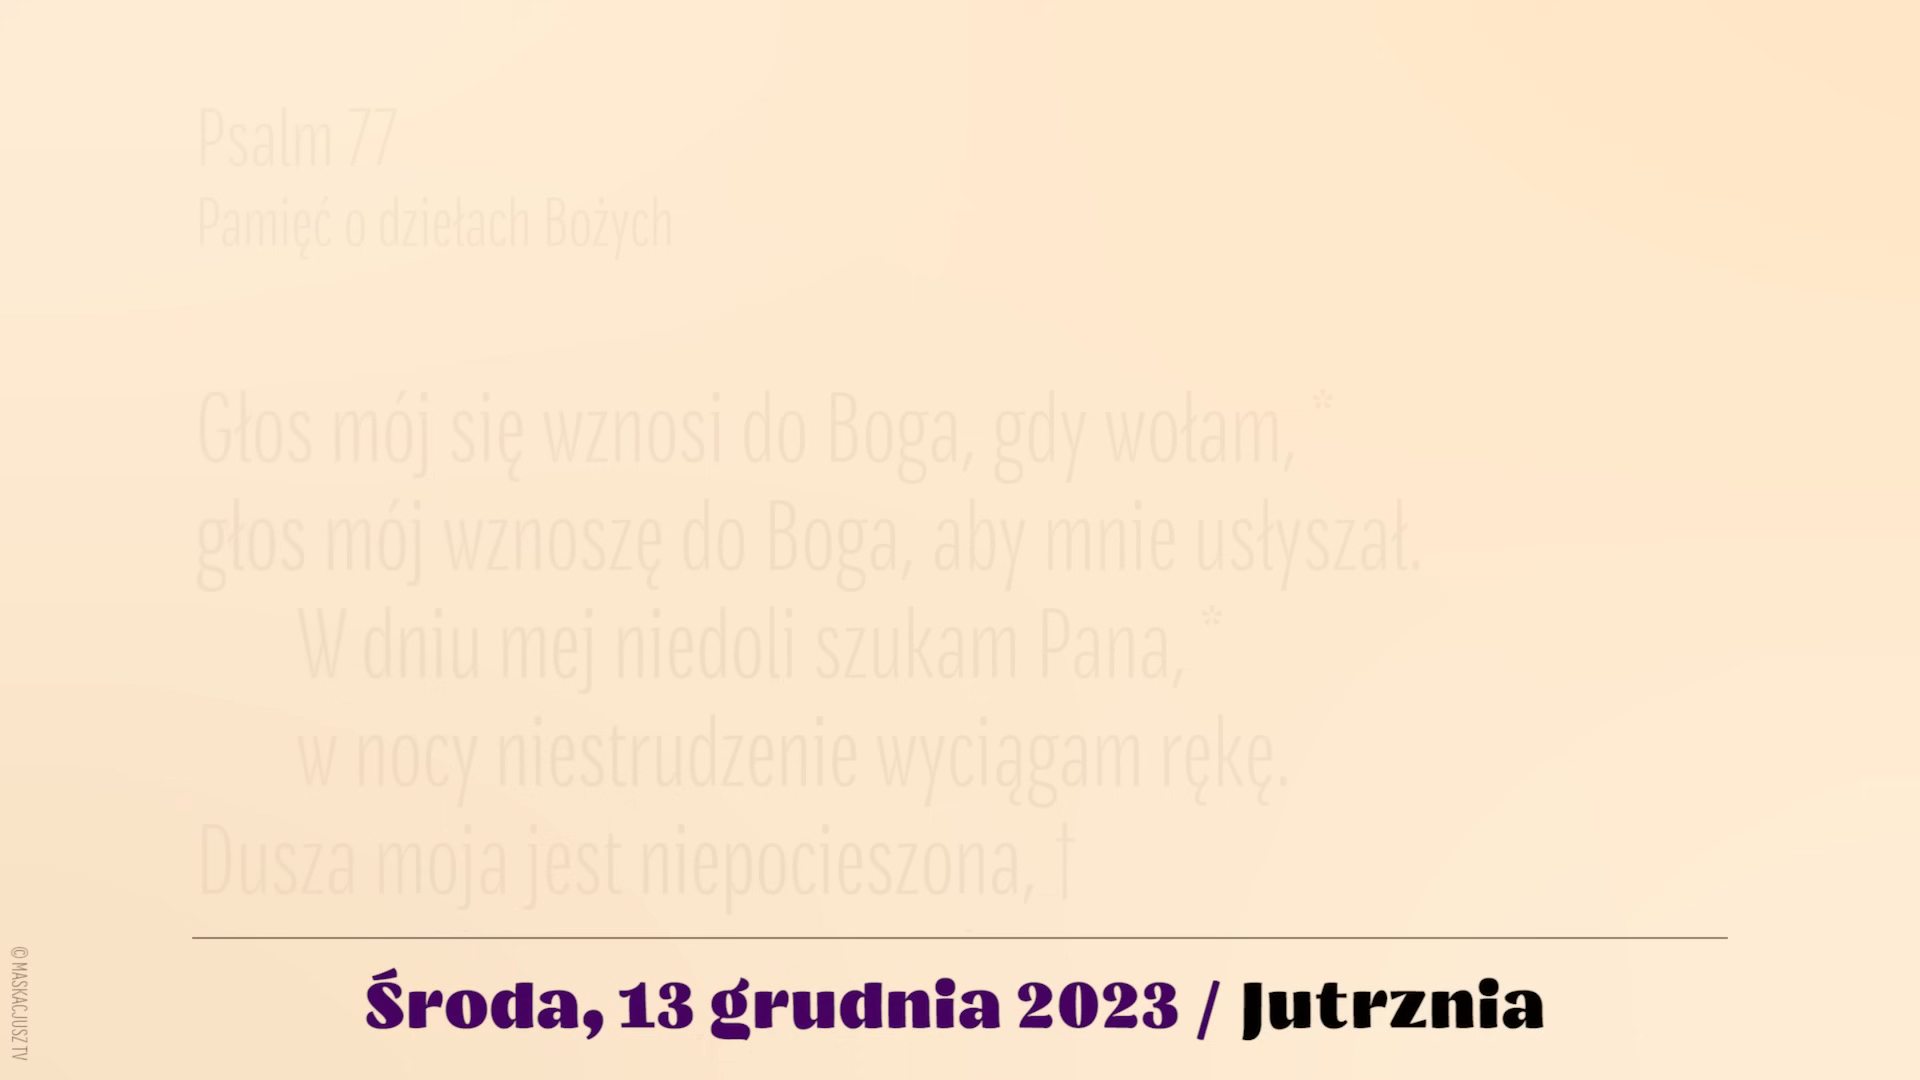 Psalm 77
Pamięć o dziełach Bożych
Głos mój się wznosi do Boga, gdy wołam, *
głos mój wznoszę do Boga, aby mnie usłyszał.
W dniu mej niedoli szukam Pana, *
w nocy niestrudzenie wyciągam rękę.
Dusza moja jest niepocieszona, †
Środa, 13 grudnia 2023 / Jutrznia
© MASKACJUSZ TV